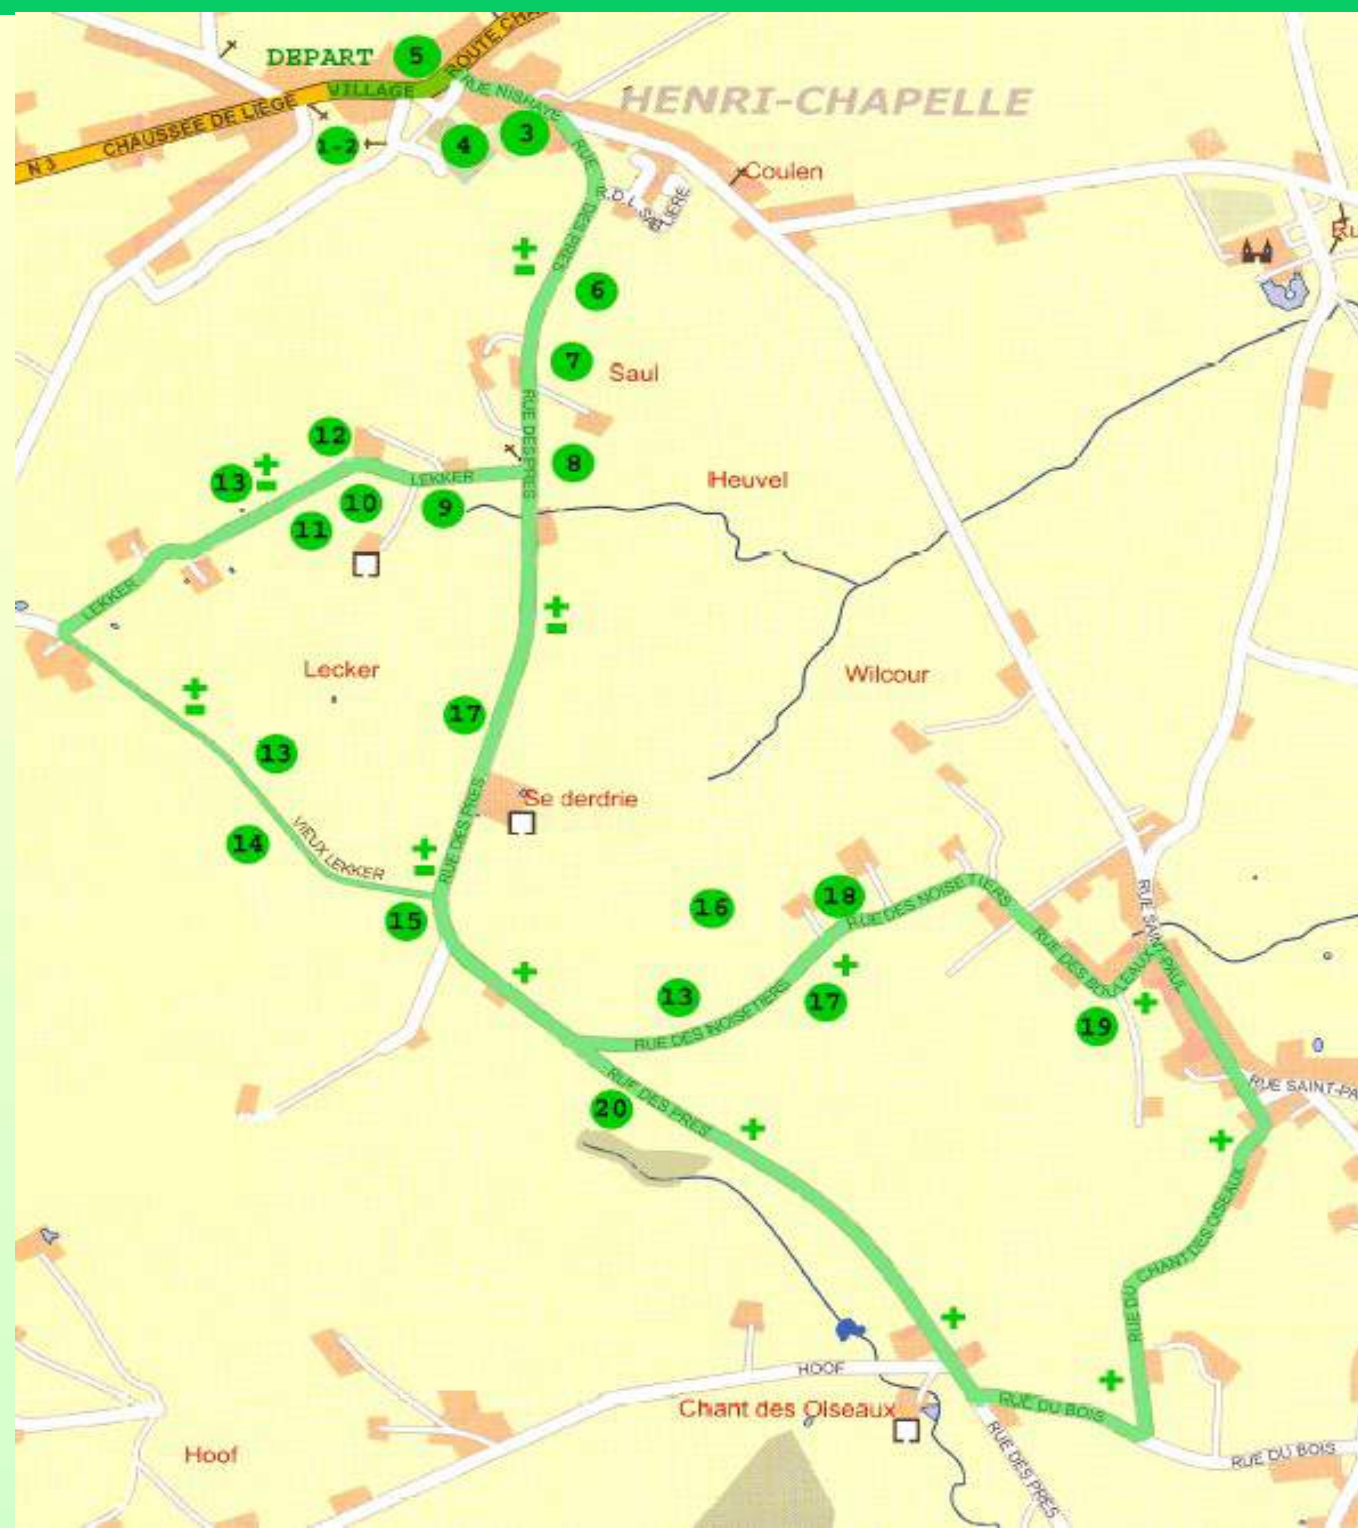 DEPART
5
ROUTE CHA
VILLAGE
RUE NISHAYE
HENRI-CHAPELLE
N 3
CHAUSSÉE DE LIÈGE
1-2
4
3
RUE DES PRES
Coulen
6
7
Saul
RUE DES PRES
12
13
8
LEKKER
10
9
11
Heuvel
LEKKER
Lecker
Wilcour
17
13
RUE DES PRES
14
VIEUX LEKKER
15
16
18
RUE DES NOISETIERS
RUE SAINT-PAUL
RUE DES BOULEAUX
13
17
19
RUE DES NOISETIERS
20
RUE DES PRES
RUE SAINT-PA
RUE DU CHANT DES OISEAUX
HOOF
Chant des Oiseaux
RUE DU BOIS
RUE DES PRES
RUE DU BOIS
Hoof